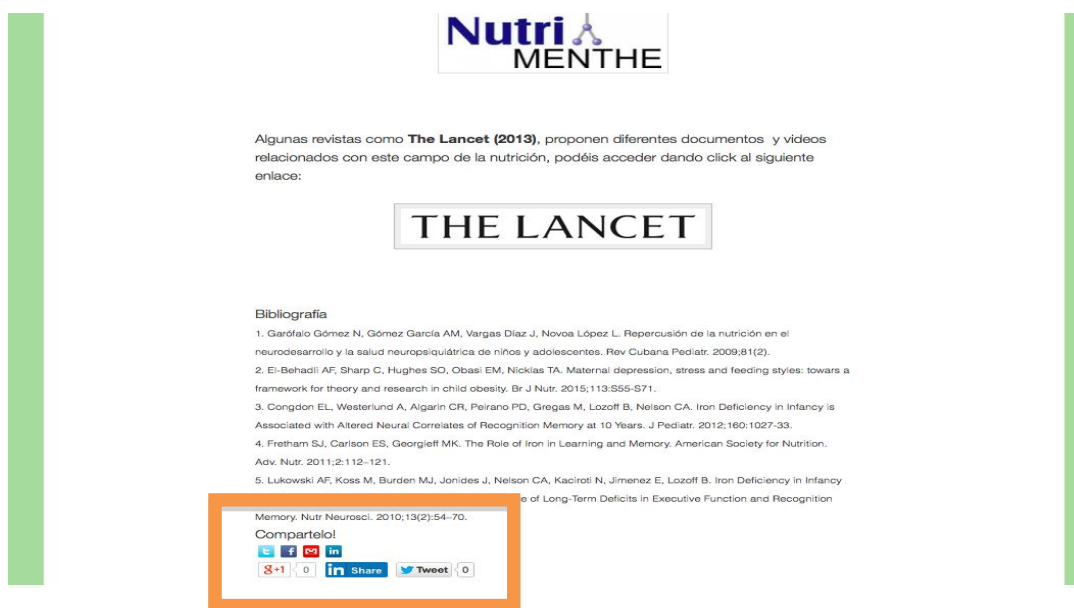 Nutri
MENTHE
Algunas revistas como The Lancet (2013), proponen diferentes documentos y videos
relacionados con este campo de la nutrición, podéis acceder dando click al siguiente
enlace:
THE LANCET
Bibliografía
1. Garófalo Gómez N, Gómez García AM, Vargas Díaz J, Novoa López L. Repercusión de la nutrición en el
neurodesarrollo y la salud neuropsiquiátrica de niños y adolescentes. Rev Cubana Pediatr. 2009;81(2).
2. El-Behadli AF, Sharp C, Hughes SO, Obasi EM, Nicklas TA. Maternal depression, stress and feeding styles: towars a
framework for theory and research in child obesity. Br J Nutr. 2015;113:S55-S71.
3. Congdon EL, Westerlund A, Algarin CR, Peirano PD, Gregas M, Lozoff B, Nelson CA. Iron Deficiency in Infancy is
Associated with Altered Neural Correlates of Recognition Memory at 10 Years. J Pediatr. 2012;160:1027-33.
4. Fretham SJ, Carlson ES, Georgieff MK. The Role of Iron in Learning and Memory. American Society for Nutrition.
Adv. Nutr. 2011;2:112–121.
5. Lukowski AF, Koss M, Burden MJ, Jonides J, Nelson CA, Kaciroti N, Jimenez E, Lozoff B. Iron Deficiency in Infancy
of Long-Term Deficits in Executive Function and Recognition
Memory. Nutr Neurosci. 2010;13(2):54–70.
Compartelo!
t f M in
8+1 0 in Share Tweet 0